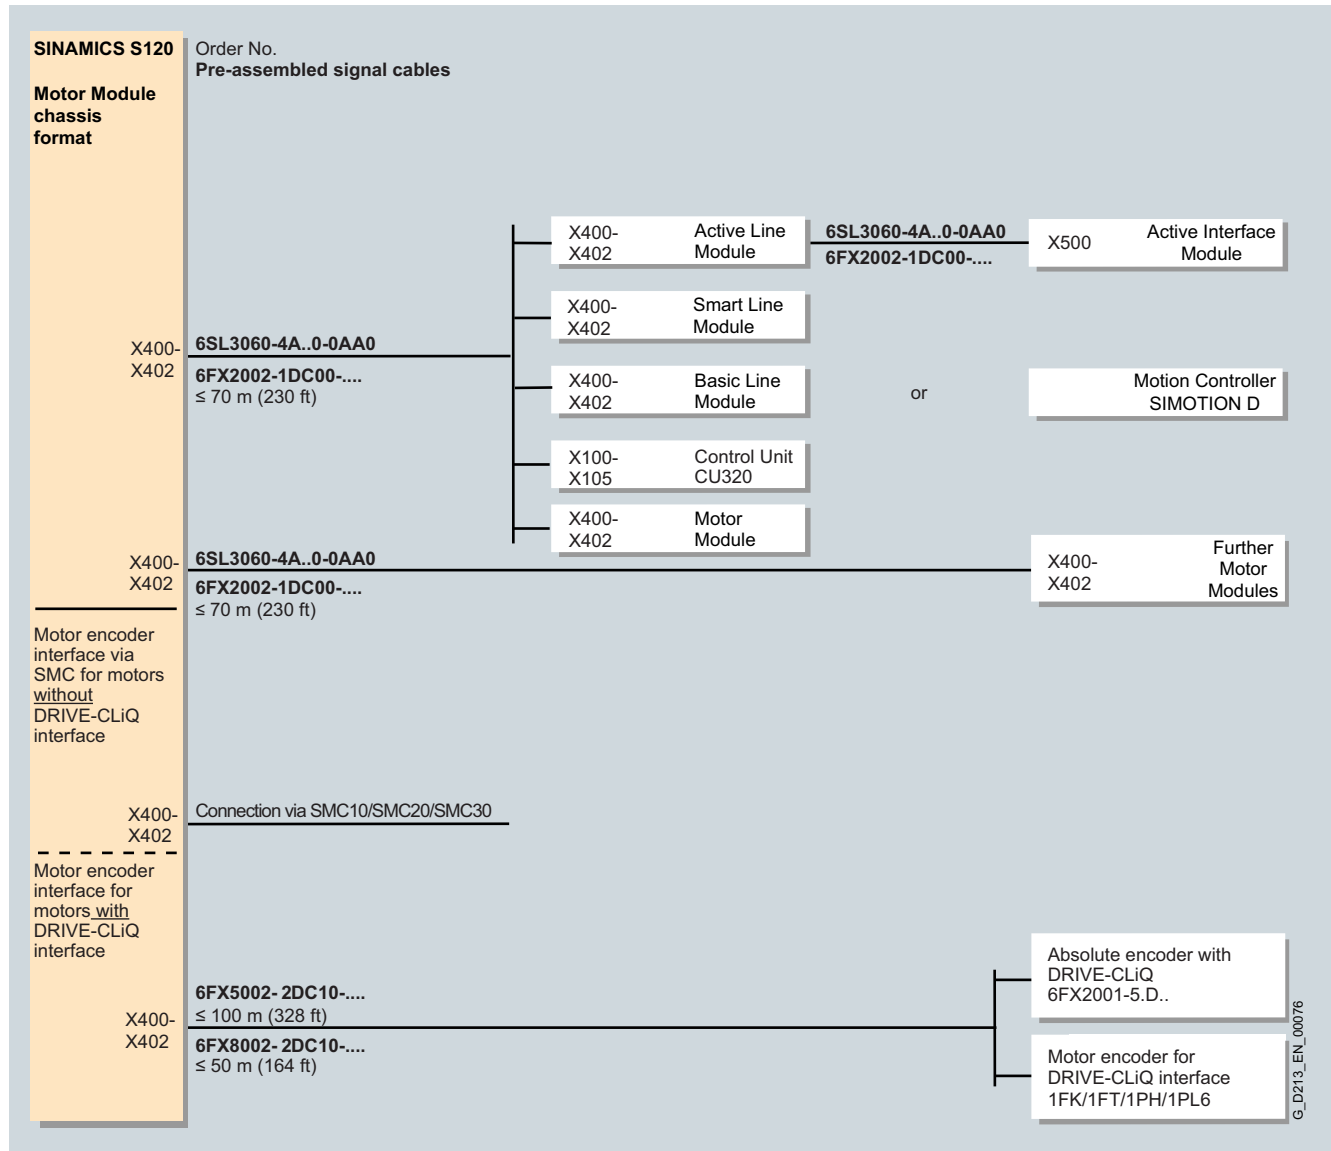 SINAMICS S120
Motor Module
chassis
format
Order No.
Pre-assembled signal cables
X400-
X402
6SL3060-4A..0-0AA0
6FX2002-1DC00-....
≤ 70 m (230 ft)
X400-
X402
Active Line
Module
6SL3060-4A..0-0AA0
6FX2002-1DC00-....
X500
Active Interface
Module
X400-
X402
Smart Line
Module
X400-
X402
Basic Line
Module
or
Motion Controller
SIMOTION D
X100-
X105
Control Unit
CU320
X400-
X402
Motor
Module
X400-
X402
6SL3060-4A..0-0AA0
6FX2002-1DC00-....
≤ 70 m (230 ft)
X400-
X402
Further
Motor
Modules
Motor encoder
interface via
SMC for motors
without
DRIVE-CLiQ
interface
X400-
X402
Connection via SMC10/SMC20/SMC30
Motor encoder
interface for
motors with
DRIVE-CLiQ
interface
X400-
X402
6FX5002- 2DC10-....
≤ 100 m (328 ft)
6FX8002- 2DC10-....
≤ 50 m (164 ft)
Absolute encoder with
DRIVE-CLiQ
6FX2001-5.D..
Motor encoder for
DRIVE-CLiQ interface
1FK/1FT/1PH/1PL6
G_D213_EN_00076